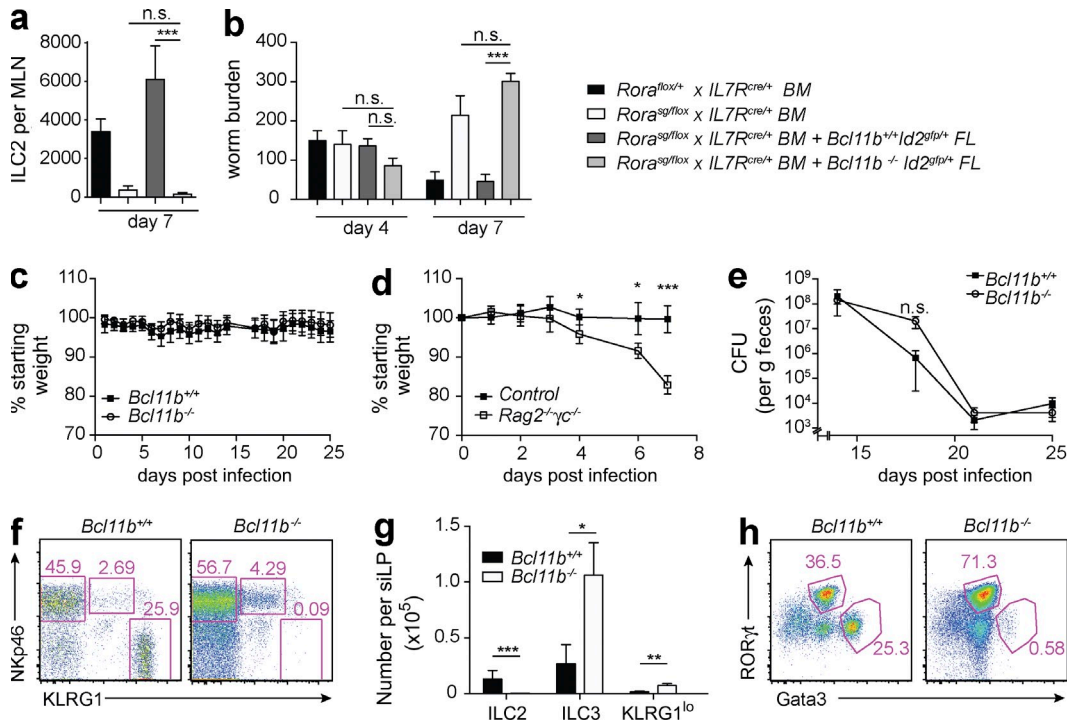 a
n.s.
***
ILC2 per MLN
8000
6000
4000
2000
0
day 7
b
n.s.
***
n.s.
n.s.
worm burden
400
300
200
100
0
day 4
day 7
Rora^flox/+ x IL7R^cre/+ BM
Rora^sg/flox x IL7R^cre/+ BM
Rora^sg/flox x IL7R^cre/+ BM + Bcl11b^+/+Id2^gfp/+ FL
Rora^sg/flox x IL7R^cre/+ BM + Bcl11b^-/- Id2^gfp/+ FL
c
% starting
weight
110
100
90
80
70
Bcl11b^+/+
Bcl11b^-/-
0 5 10 15 20 25
days post infection
d
% starting
weight
110
100
90
80
70
* * ***
Control
Rag2^-/-γc^-/-
0 2 4 6 8
days post infection
e
CFU
(per g feces)
10^9
10^8
10^7
10^6
10^5
10^4
10^3
n.s.
Bcl11b^+/+
Bcl11b^-/-
15 20 25
days post infection
f
Bcl11b^+/+ Bcl11b^-/-
45.9 2.69
25.9
56.7 4.29
0.09
NKp46
KLRG1
g
Number per siLP
(x10^5)
1.5
1.0
0.5
0
Bcl11b^+/+
Bcl11b^-/-
*** * **
ILC2 ILC3 KLRG1^lo
h
Bcl11b^+/+ Bcl11b^-/-
36.5
25.3
71.3
0.58
RORγt
Gata3